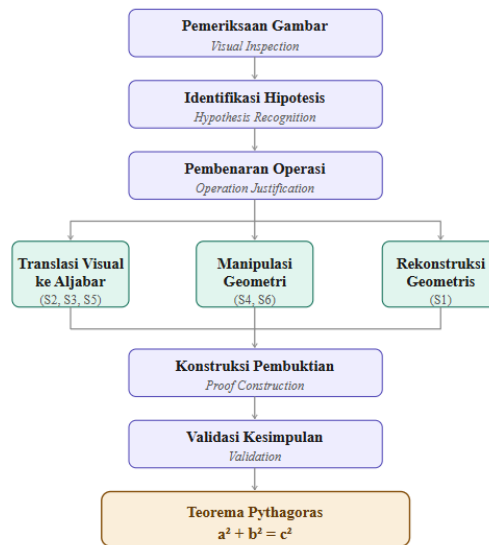 Pemeriksaan Gambar
Visual Inspection
Identifikasi Hipotesis
Hypothesis Recognition
Pembenaran Operasi
Operation Justification
Translasi Visual
ke Aljabar
(S2, S3, S5)
Manipulasi
Geometri
(S4, S6)
Rekonstruksi
Geometris
(S1)
Konstruksi Pembuktian
Proof Construction
Validasi Kesimpulan
Validation
Teorema Pythagoras
a² + b² = c²